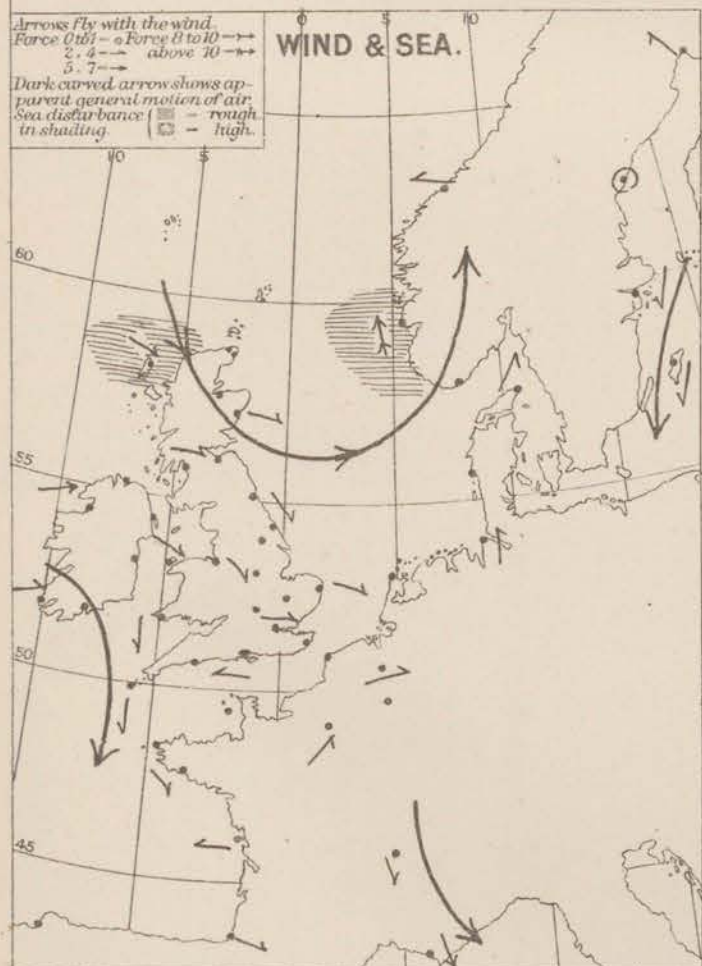 WIND & SEA.
Arrows fly with the wind.
Force 0 to 1 – Force 8 to 10
2. 4 – above 10
5. 7 –
Dark curved arrow shows ap-
parent general motion of air.
Sea disturbance – rough.
in shading. – high.
0 10
10 5
60
55
5
50
45